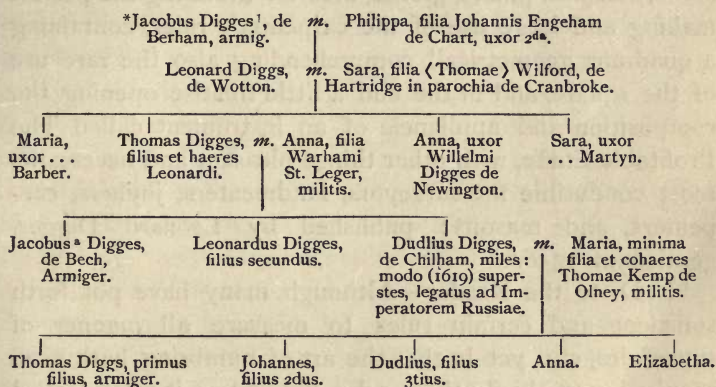 *Jacobus Digges†, de Berham, armig.
m.
Philippa, filia Johannis Engeham de Chart, uxor 2da.
Leonard Diggs, de Wotton.
m.
Sara, filia ⟨Thomae⟩ Wilford, de Hartridge in parochia de Cranbroke.
Maria, uxor ... Barber.
Thomas Digges, filius et haeres Leonardi.
m.
Anna, filia Warhami St. Leger, militis.
Anna, uxor Wilhelmi Digges de Newington.
Sara, uxor ... Martyn.
Jacobus a Digges, de Bech, Armiger.
Leonardus Digges, filius secundus.
Dudlius Digges, de Chilham, miles: modo (1619) superates, legatus ad Imperatorem Russiae.
m.
Maria, minima filia et cohaeres Thomae Kemp de Olney, militis.
Thomas Diggs, primus filius, armiger.
Johannes, filius 2dus.
Dudlius, filius 3tius.
Anna.
Elizabetha.